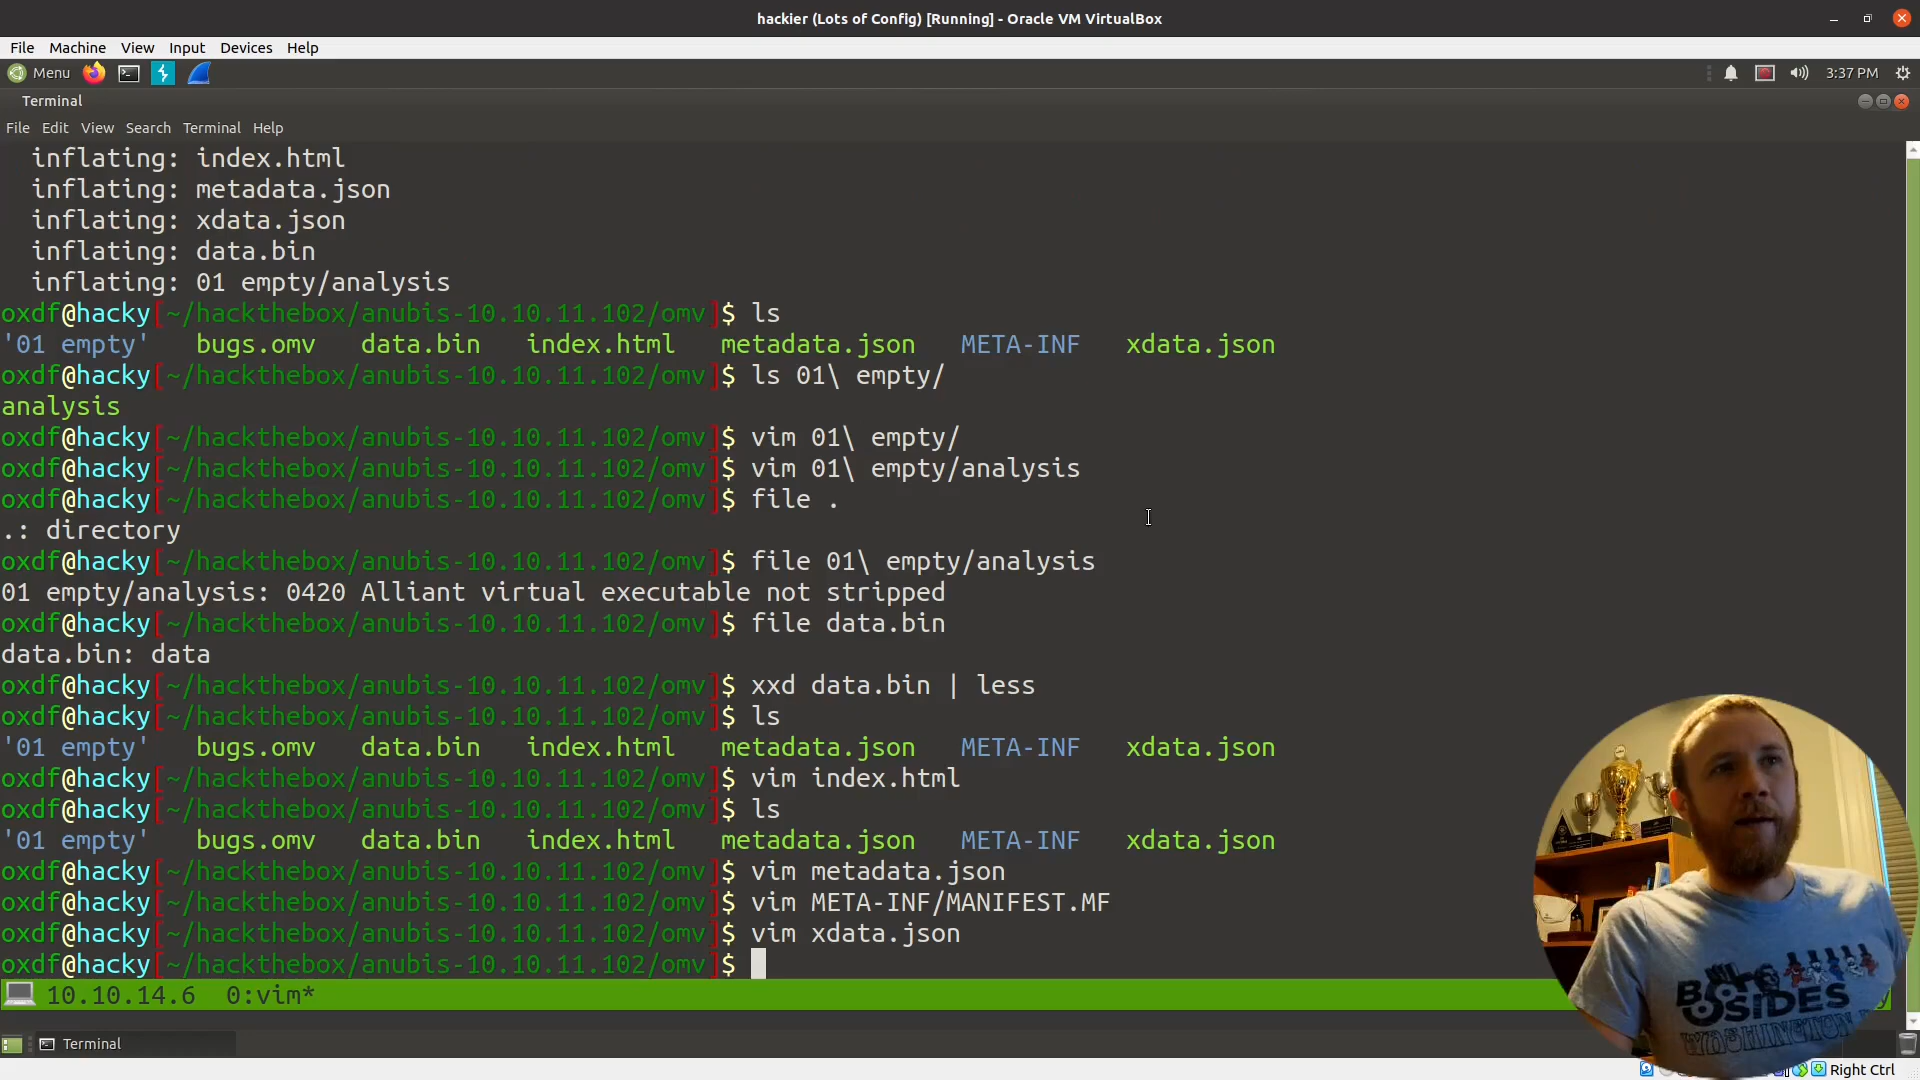 hackier (Lots of Config) [Running] - Oracle VM VirtualBox
File Machine View Input Devices Help
Menu 3:37 PM
Terminal
File Edit View Search Terminal Help
inflating: index.html
inflating: metadata.json
inflating: xdata.json
inflating: data.bin
inflating: 01 empty/analysis
oxdf@hacky[~/hackthebox/anubis-10.10.11.102/omv]$ ls
'01 empty' bugs.omv data.bin index.html metadata.json META-INF xdata.json
oxdf@hacky[~/hackthebox/anubis-10.10.11.102/omv]$ ls 01\ empty/
analysis
oxdf@hacky[~/hackthebox/anubis-10.10.11.102/omv]$ vim 01\ empty/
oxdf@hacky[~/hackthebox/anubis-10.10.11.102/omv]$ vim 01\ empty/analysis
oxdf@hacky[~/hackthebox/anubis-10.10.11.102/omv]$ file .
.: directory
oxdf@hacky[~/hackthebox/anubis-10.10.11.102/omv]$ file 01\ empty/analysis
01 empty/analysis: 0420 Alliant virtual executable not stripped
oxdf@hacky[~/hackthebox/anubis-10.10.11.102/omv]$ file data.bin
data.bin: data
oxdf@hacky[~/hackthebox/anubis-10.10.11.102/omv]$ xxd data.bin | less
oxdf@hacky[~/hackthebox/anubis-10.10.11.102/omv]$ ls
'01 empty' bugs.omv data.bin index.html metadata.json META-INF xdata.json
oxdf@hacky[~/hackthebox/anubis-10.10.11.102/omv]$ vim index.html
oxdf@hacky[~/hackthebox/anubis-10.10.11.102/omv]$ ls
'01 empty' bugs.omv data.bin index.html metadata.json META-INF xdata.json
oxdf@hacky[~/hackthebox/anubis-10.10.11.102/omv]$ vim metadata.json
oxdf@hacky[~/hackthebox/anubis-10.10.11.102/omv]$ vim META-INF/MANIFEST.MF
oxdf@hacky[~/hackthebox/anubis-10.10.11.102/omv]$ vim xdata.json
oxdf@hacky[~/hackthebox/anubis-10.10.11.102/omv]$
10.10.14.6 0:vim*
BSIDES
Terminal
Right Ctrl